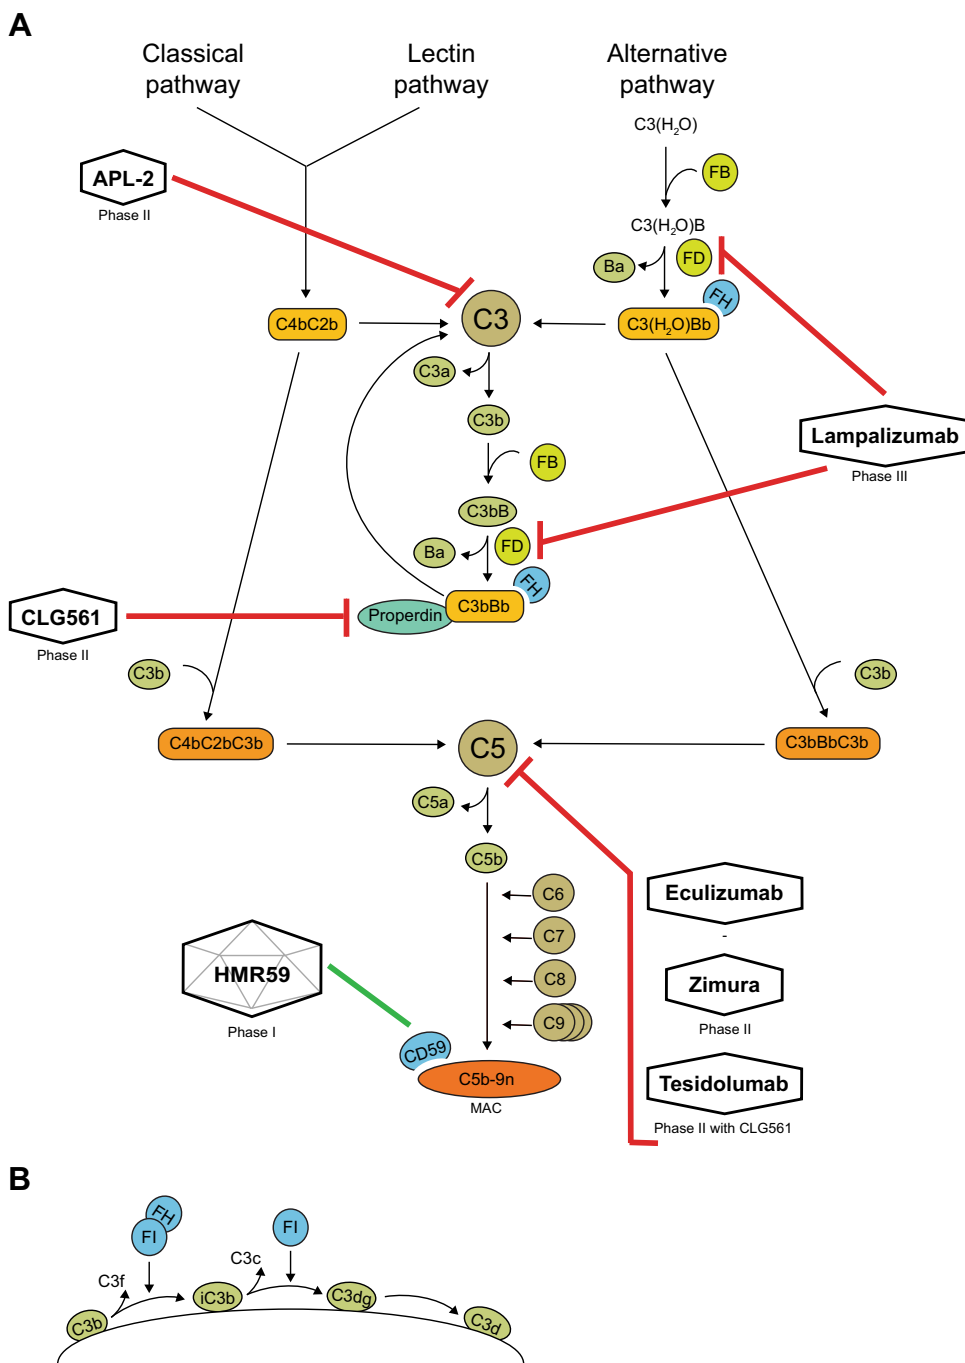 A
Classical
pathway
Lectin
pathway
Alternative
pathway
C3(H₂O)
FB
APL-2
Phase II
C3(H₂O)B
FD
Ba
FH
C4bC2b
C3
C3(H₂O)Bb
C3a
C3b
Lampalizumab
Phase III
FB
C3bB
FD
Ba
FH
C3bBb
Properdin
CLG561
Phase II
C3b
C3b
C4bC2bC3b
C5
C3bBbC3b
C5a
C5b
C6
C7
C8
C9
Eculizumab
-
Zimura
Phase II
Tesidolumab
Phase II with CLG561
HMR59
Phase I
CD59
C5b-9n
MAC
B
FH
FI
FI
C3f
C3c
C3b
iC3b
C3dg
C3d